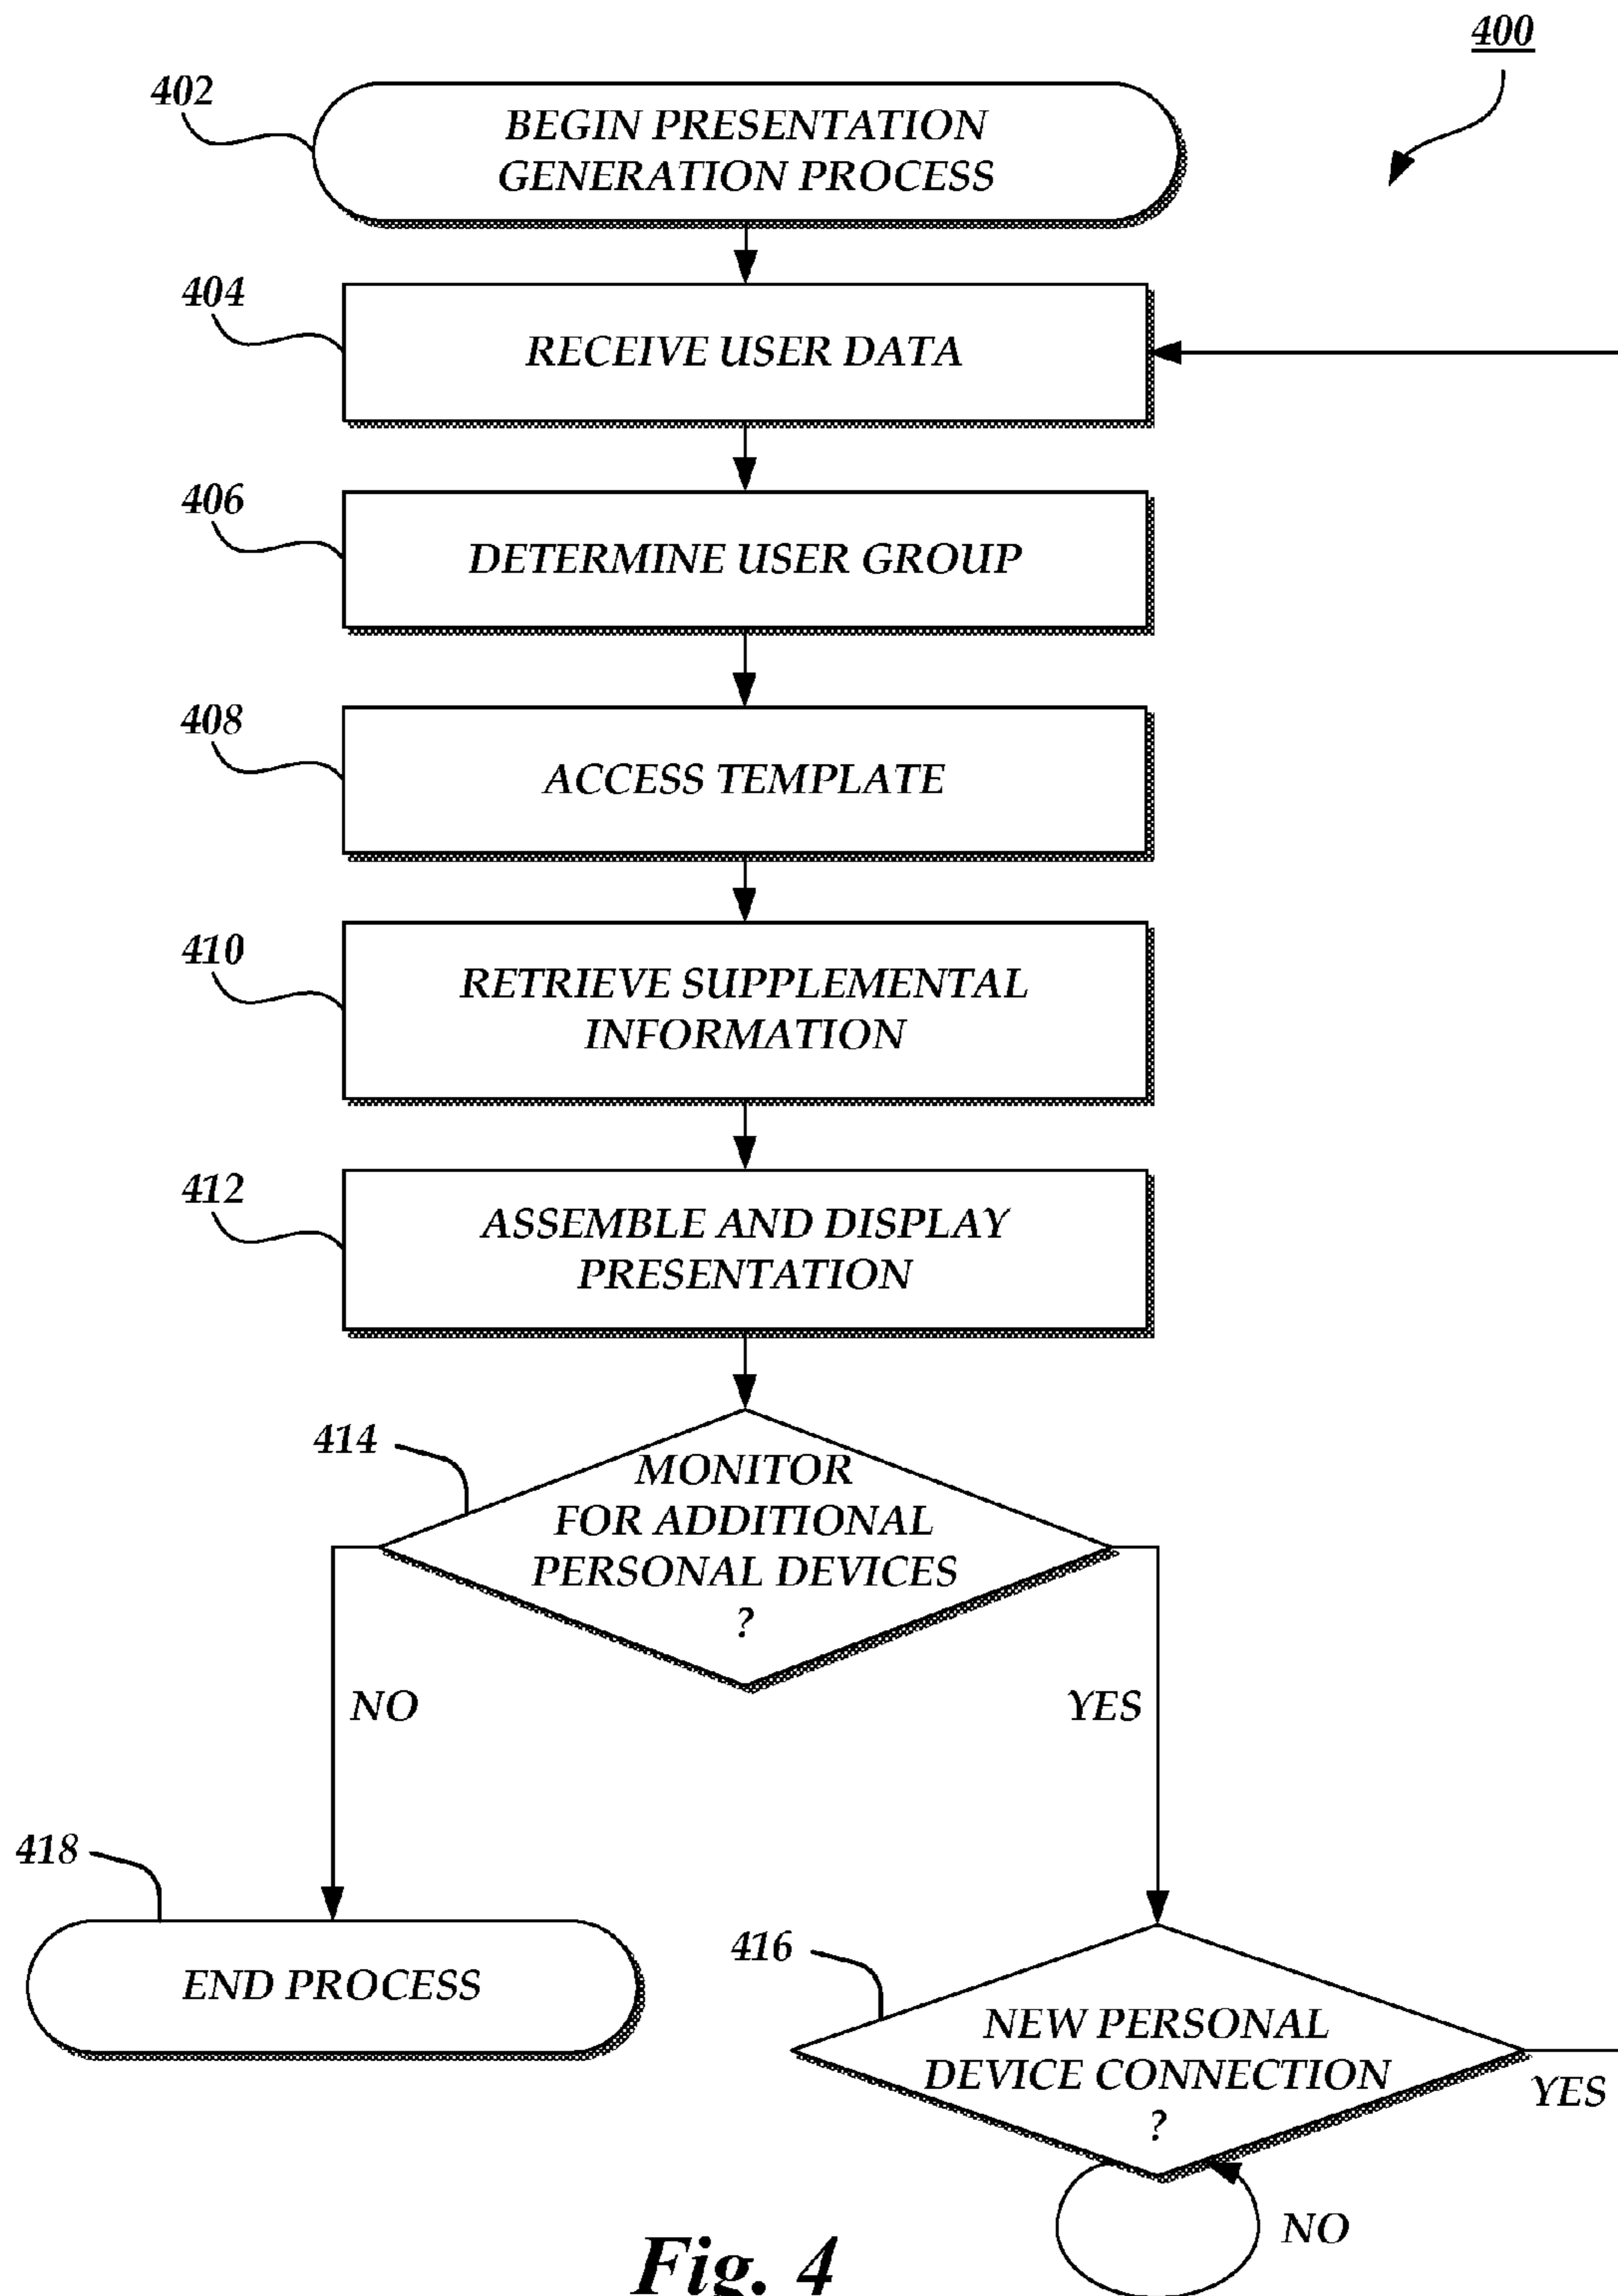 400
402
BEGIN PRESENTATION
GENERATION PROCESS
404
RECEIVE USER DATA
406
DETERMINE USER GROUP
408
ACCESS TEMPLATE
410
RETRIEVE SUPPLEMENTAL
INFORMATION
412
ASSEMBLE AND DISPLAY
PRESENTATION
414
MONITOR
FOR ADDITIONAL
PERSONAL DEVICES
?
NO
YES
418
END PROCESS
416
NEW PERSONAL
DEVICE CONNECTION
?
YES
NO
Fig. 4